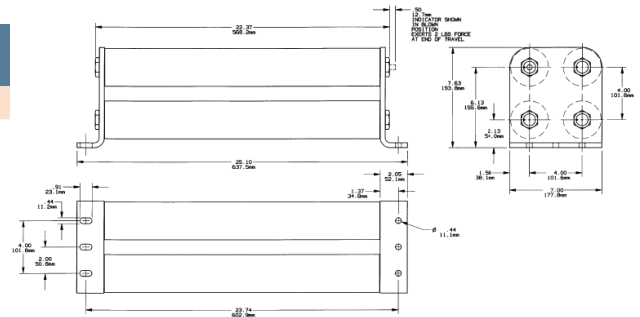 22.37
568.2mm
.50
12.7mm
INDICATOR SHOWN
IN BLOWN
POSITION
EXERTS 2 LBS FORCE
AT END OF TRAVEL
7.63
193.8mm
6.13
155.6mm
2.13
54.0mm
4.00
101.6mm
1.50
38.1mm
4.00
101.6mm
7.00
177.8mm
25.10
637.5mm
2.05
52.1mm
.91
23.1mm
1.37
34.8mm
.44
11.2mm
Ø .44
11.1mm
4.00
101.6mm
2.00
50.8mm
23.74
602.9mm